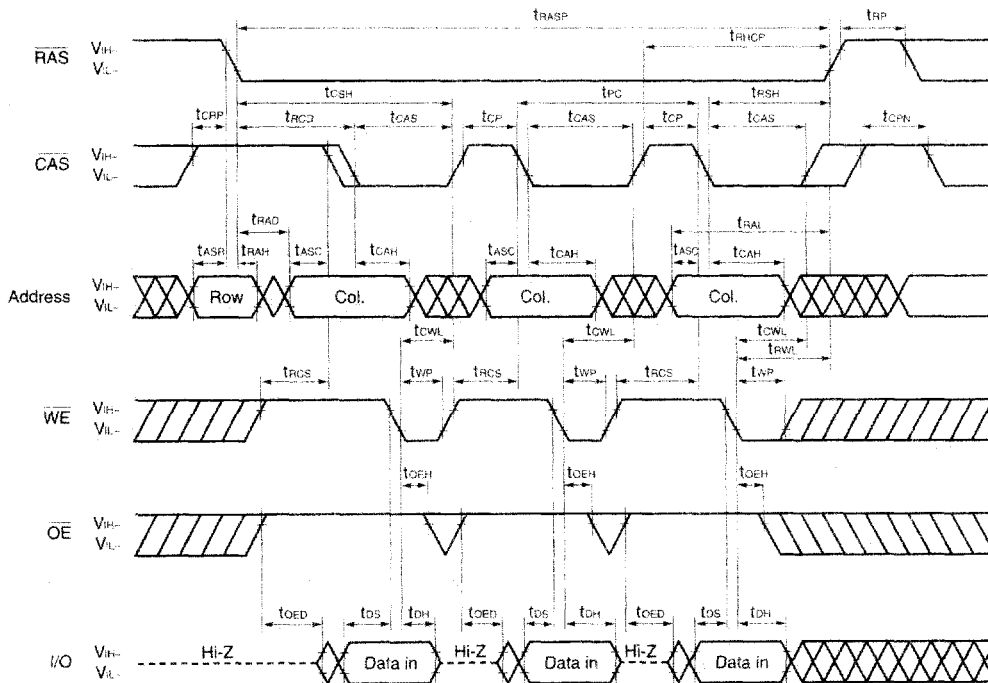 tRASP tRP
tRHCP
RAS VIH–
VIL–
tCSH tPC tRSH
tCRP tRCD tCAS tCP tCAS tCP tCAS tCPN
CAS VIH–
VIL–
tRAD tRAL
tASR tRAH tASC tCAH tASC tCAH tASC tCAH
Address VIH–
VIL–
Row Col. Col. Col.
tCWL tCWL tCWL
tRWL
tRCS tWP tRCS tWP tRCS tWP
WE VIH–
VIL–
tOEH tOEH tOEH
OE VIH–
VIL–
tOED tDS tDH tOED tDS tDH tOED tDS tDH
I/O VIH–
VIL–
Hi-Z Data in Hi-Z Data in Hi-Z Data in